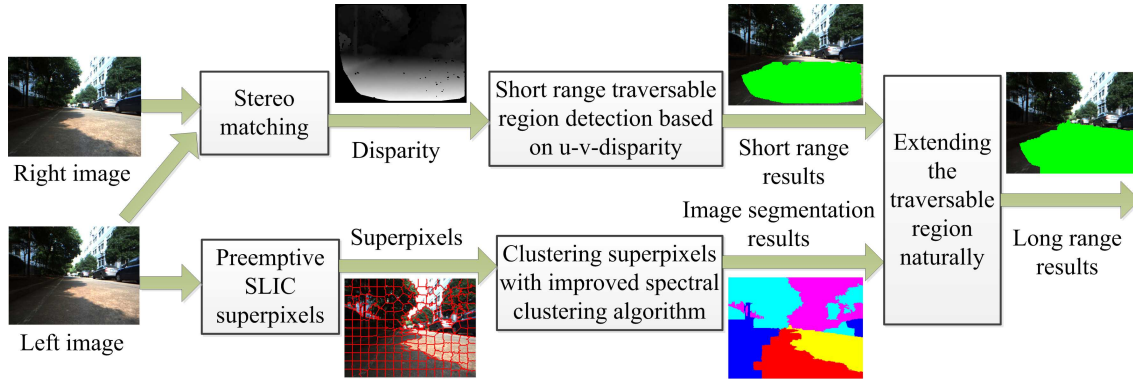 Right image
Stereo
matching
Disparity
Short range traversable
region detection based
on u-v-disparity
Short range
results
Left image
Preemptive
SLIC
superpixels
Superpixels
Clustering superpixels
with improved spectral
clustering algorithm
Image segmentation
results
Extending
the
traversable
region
naturally
Long range
results